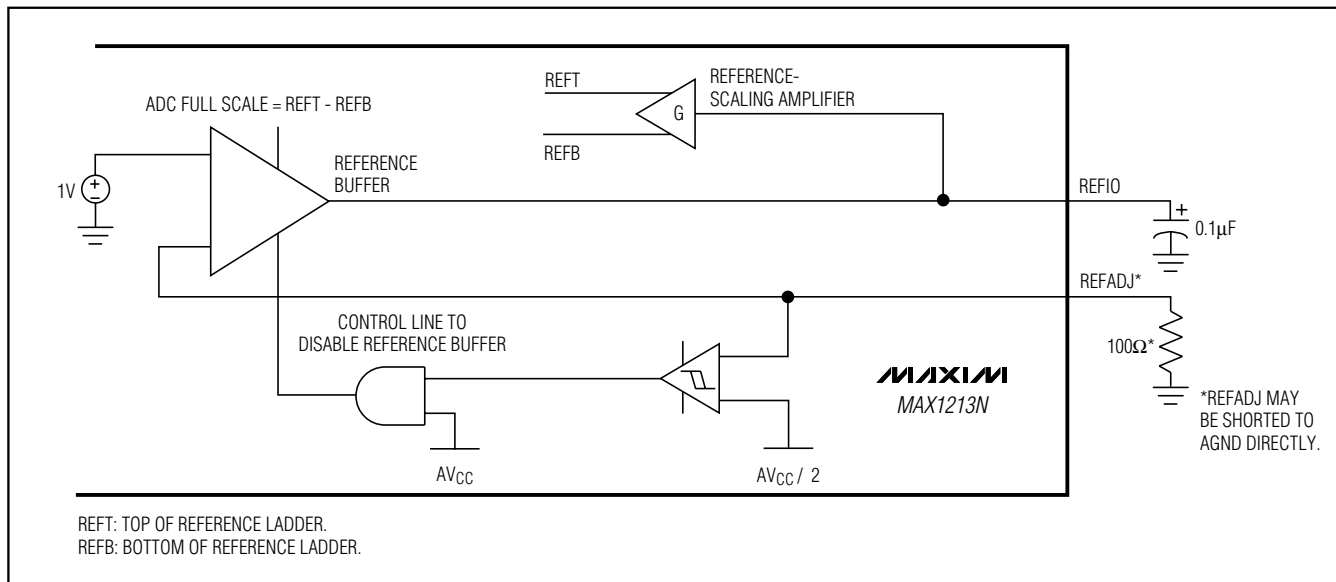 ADC FULL SCALE = REFT - REFB
REFT
REFB
G
REFERENCE-
SCALING AMPLIFIER
REFERENCE
BUFFER
1V
REFIO
+
0.1μF
REFADJ*
CONTROL LINE TO
DISABLE REFERENCE BUFFER
100Ω*
MAXIM
MAX1213N
*REFADJ MAY
BE SHORTED TO
AGND DIRECTLY.
AVCC
AVCC / 2
REFT: TOP OF REFERENCE LADDER.
REFB: BOTTOM OF REFERENCE LADDER.